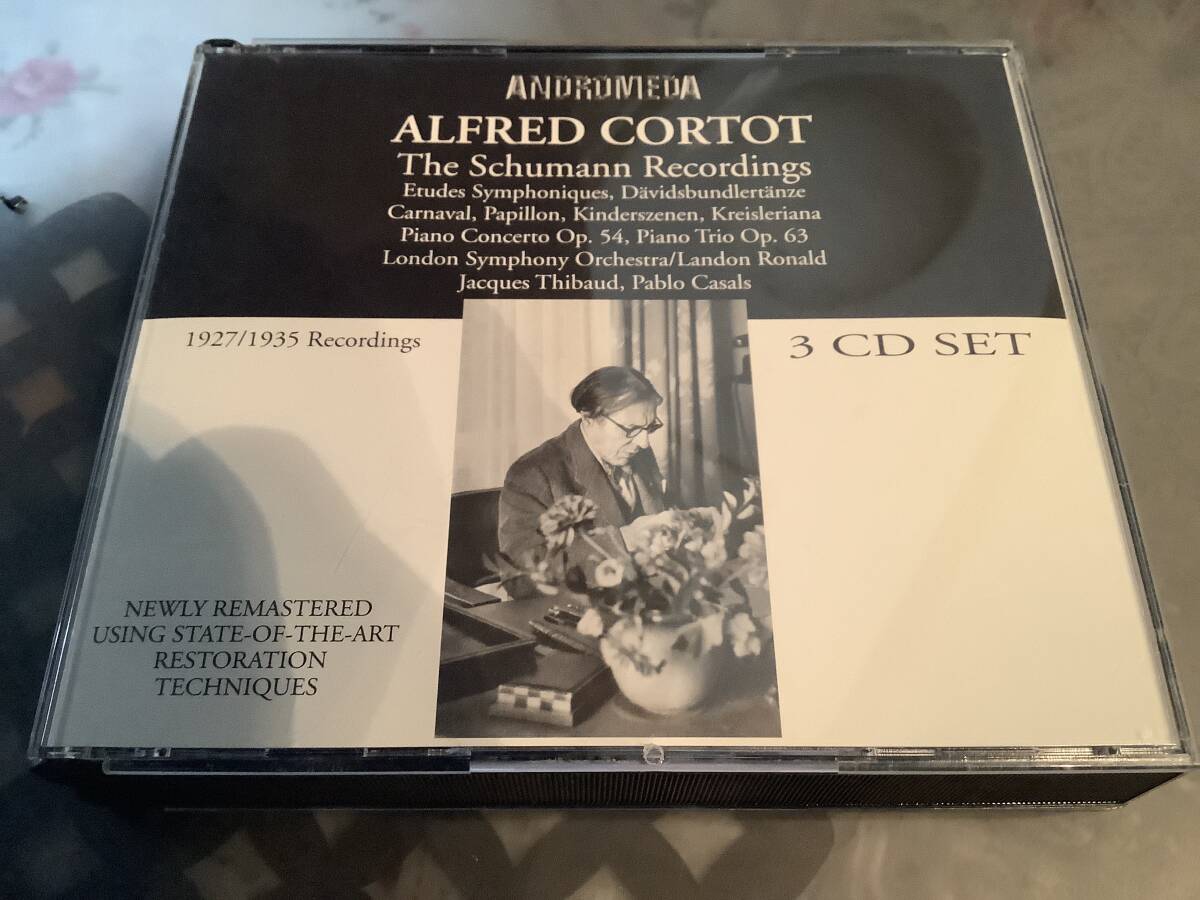 ANDROMEDA
ALFRED CORTOT
The Schumann Recordings
Etudes Symphoniques, Dävidsbundlertänze
Carnaval, Papillon, Kinderszenen, Kreisleriana
Piano Concerto Op. 54, Piano Trio Op. 63
London Symphony Orchestra/Landon Ronald
Jacques Thibaud, Pablo Casals
1927/1935 Recordings
3 CD SET
NEWLY REMASTERED
USING STATE-OF-THE-ART
RESTORATION
TECHNIQUES